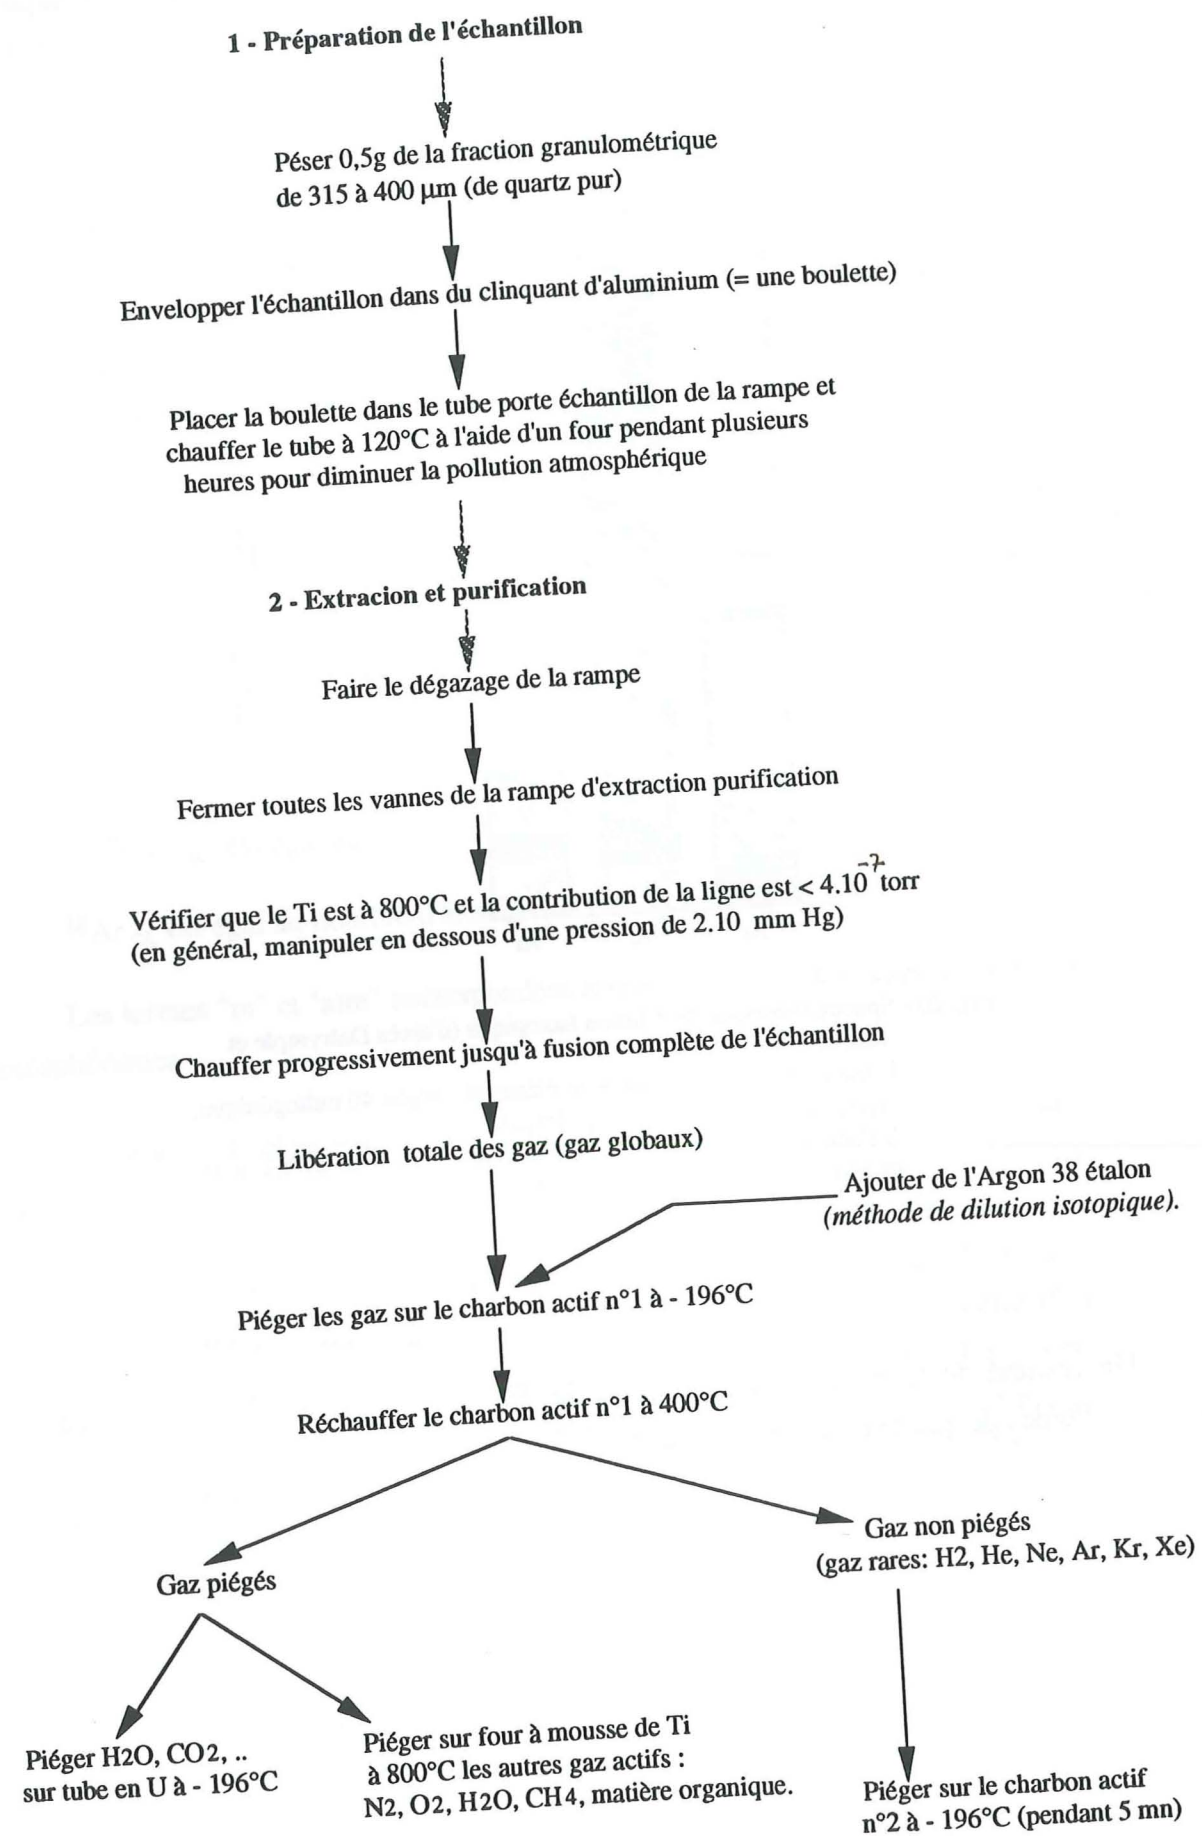 1 - Préparation de l'échantillon
Péser 0,5g de la fraction granulométrique
de 315 à 400 µm (de quartz pur)
Envelopper l'échantillon dans du clinquant d'aluminium (= une boulette)
Placer la boulette dans le tube porte échantillon de la rampe et
chauffer le tube à 120°C à l'aide d'un four pendant plusieurs
heures pour diminuer la pollution atmosphérique
2 - Extracion et purification
Faire le dégazage de la rampe
Fermer toutes les vannes de la rampe d'extraction purification
Vérifier que le Ti est à 800°C et la contribution de la ligne est < 4.10⁻⁷ torr
(en général, manipuler en dessous d'une pression de 2.10 mm Hg)
Chauffer progressivement jusqu'à fusion complète de l'échantillon
Libération totale des gaz (gaz globaux)
Ajouter de l'Argon 38 étalon
(méthode de dilution isotopique).
Piéger les gaz sur le charbon actif n°1 à - 196°C
Réchauffer le charbon actif n°1 à 400°C
Gaz non piégés
(gaz rares: H2, He, Ne, Ar, Kr, Xe)
Gaz piégés
Piéger H2O, CO2, ..
sur tube en U à - 196°C
Piéger sur four à mousse de Ti
à 800°C les autres gaz actifs :
N2, O2, H2O, CH4, matière organique.
Piéger sur le charbon actif
n°2 à - 196°C (pendant 5 mn)